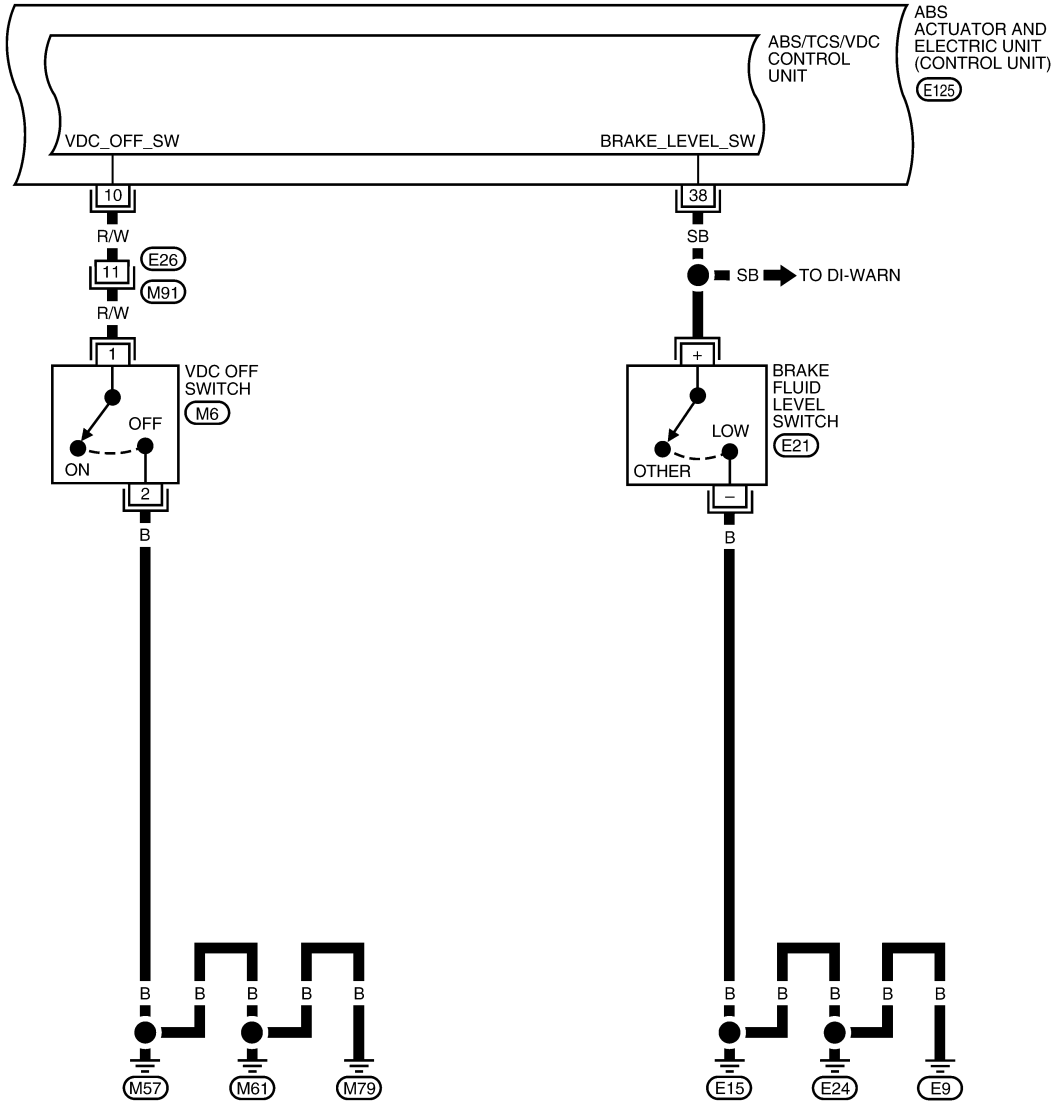 ABS
ACTUATOR AND
ELECTRIC UNIT
(CONTROL UNIT)
E125
ABS/TCS/VDC
CONTROL
UNIT
VDC_OFF_SW
BRAKE_LEVEL_SW
10
38
R/W
SB
E26
11
M91
SB
TO DI-WARN
R/W
1
+
VDC OFF
SWITCH
M6
BRAKE
FLUID
LEVEL
SWITCH
E21
OFF
ON
LOW
OTHER
2
–
B
B
B
B
B
B
B
B
B
B
B
B
M57
M61
M79
E15
E24
E9